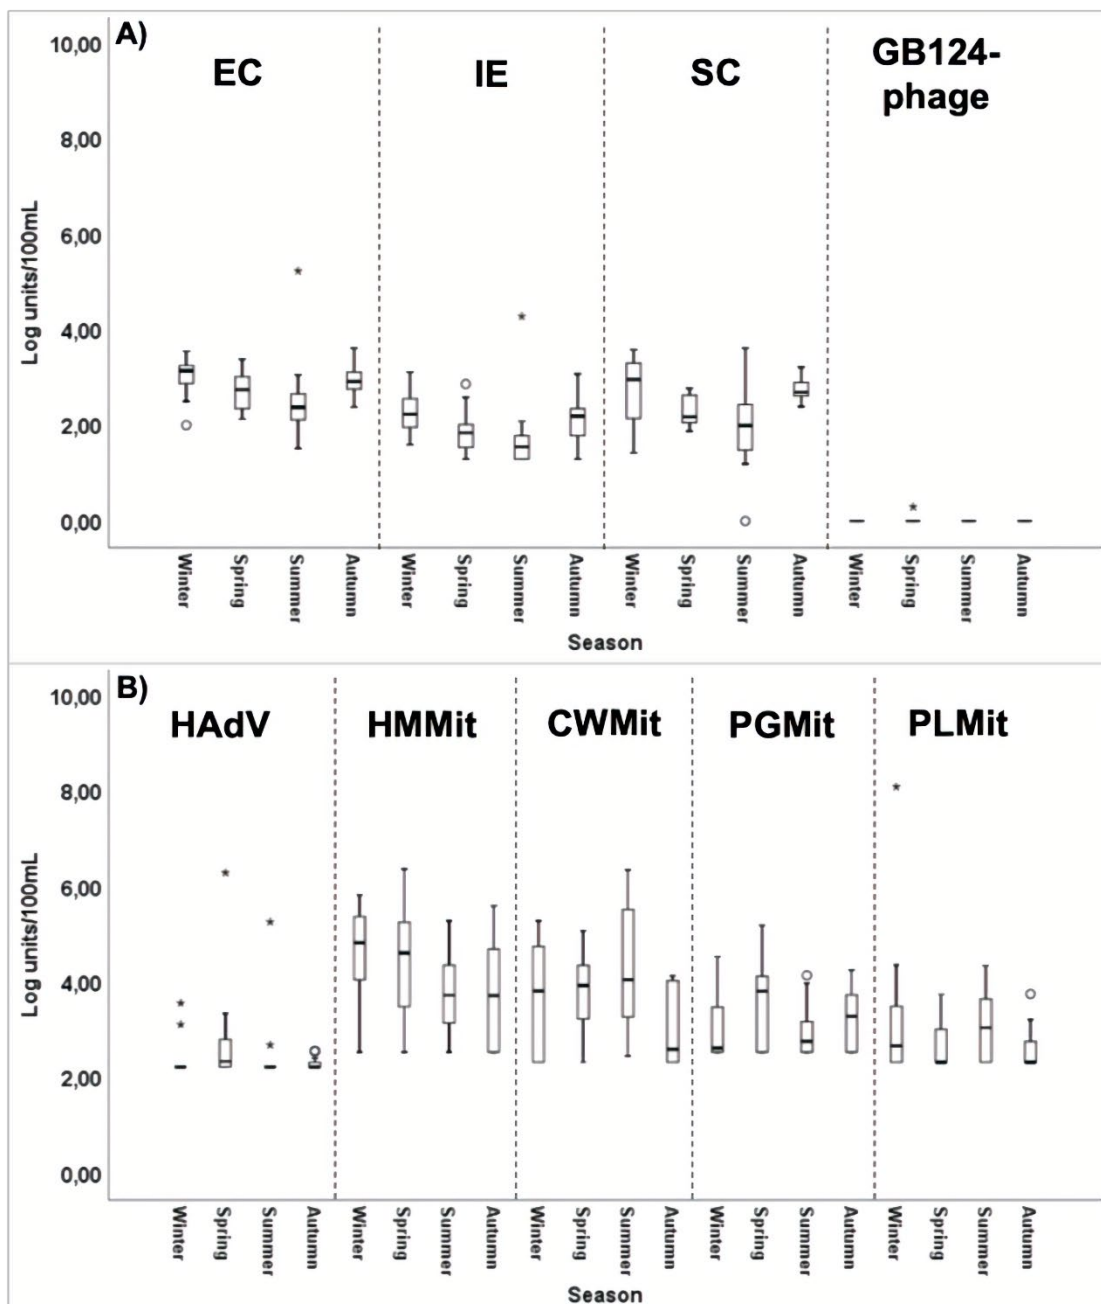 A)
EC
IE
SC
GB124-
phage
Log units/100mL
10,00
8,00
6,00
4,00
2,00
0,00
Winter
Spring
Summer
Autumn
Winter
Spring
Summer
Autumn
Winter
Spring
Summer
Autumn
Winter
Spring
Summer
Autumn
Season
B)
HAdV
HMMit
CWMit
PGMit
PLMit
Log units/100mL
10,00
8,00
6,00
4,00
2,00
0,00
Winter
Spring
Summer
Autumn
Winter
Spring
Summer
Autumn
Winter
Spring
Summer
Autumn
Winter
Spring
Summer
Autumn
Winter
Spring
Summer
Autumn
Season